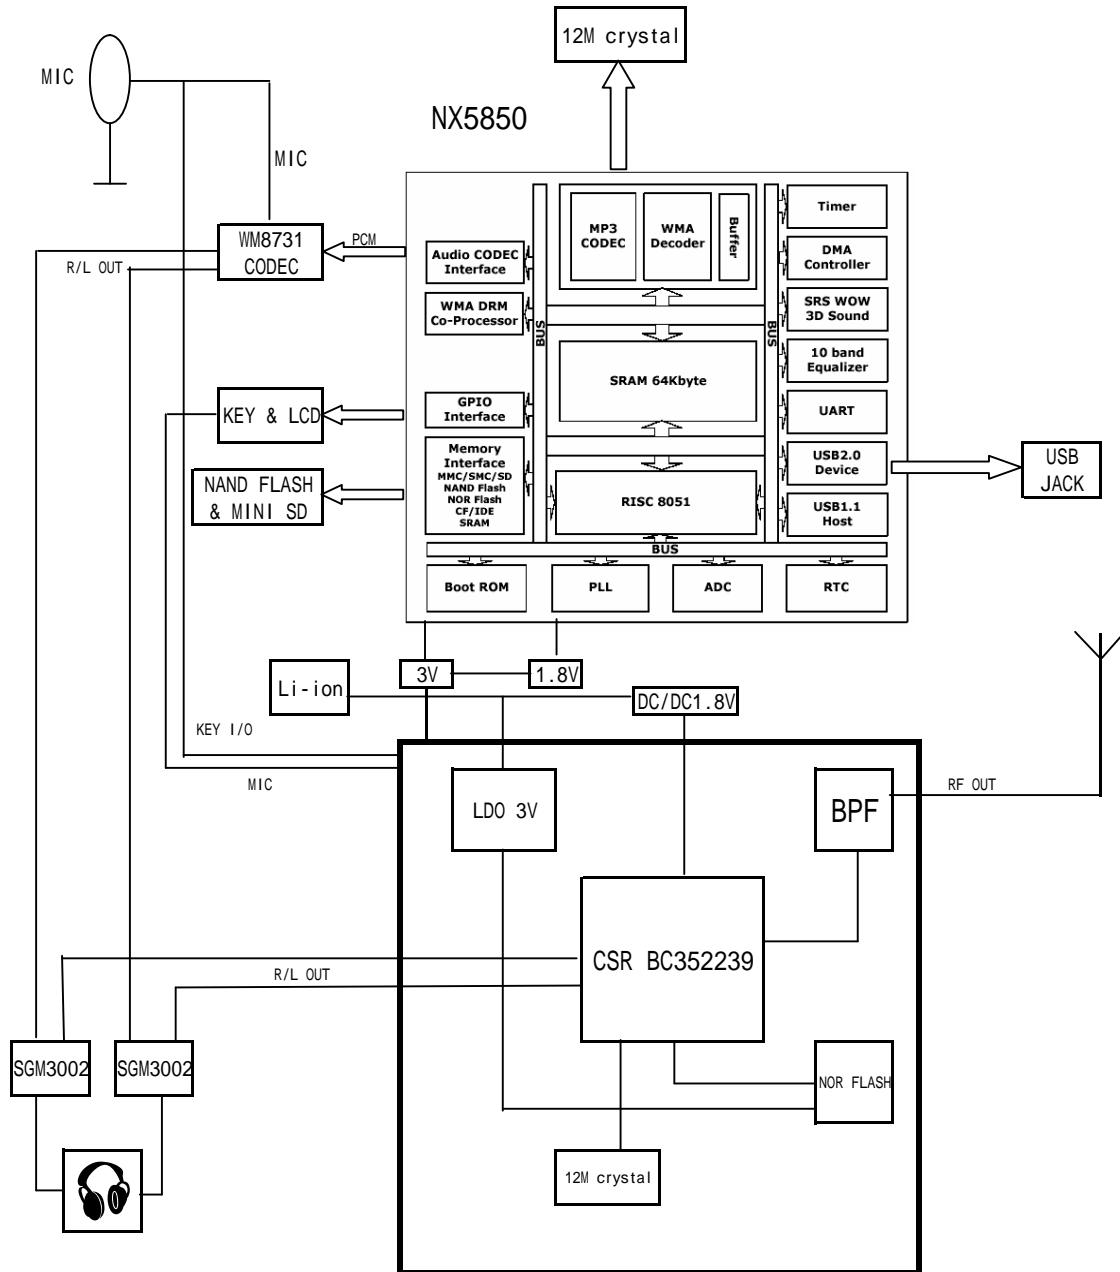 12M crystal
MIC
NX5850
MIC
WM8731
CODEC
PCM
R/L OUT
MP3
CODEC
WMA
Decoder
Buffer
Timer
Audio CODEC
Interface
DMA
Controller
WMA DRM
Co-Processor
SRS WOW
3D Sound
BUS
BUS
10 band
Equalizer
SRAM 64Kbyte
KEY & LCD
GPIO
Interface
UART
Memory
Interface
MMC/SMC/SD
NAND Flash
NOR Flash
CF/IDE
SRAM
USB2.0
Device
USB
JACK
NAND FLASH
& MINI SD
RISC 8051
USB1.1
Host
BUS
Boot ROM
PLL
ADC
RTC
3V
1.8V
Li-ion
DC/DC1.8V
KEY I/O
MIC
LDO 3V
BPF
RF OUT
CSR BC352239
R/L OUT
SGM3002
SGM3002
NOR FLASH
12M crystal